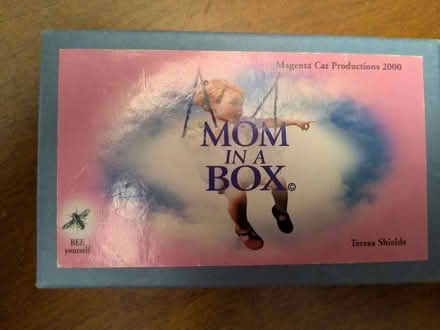 Magenta Cat Productions 2000
MOM
IN A
BOX©
BEE
yourself
Teresa Shields